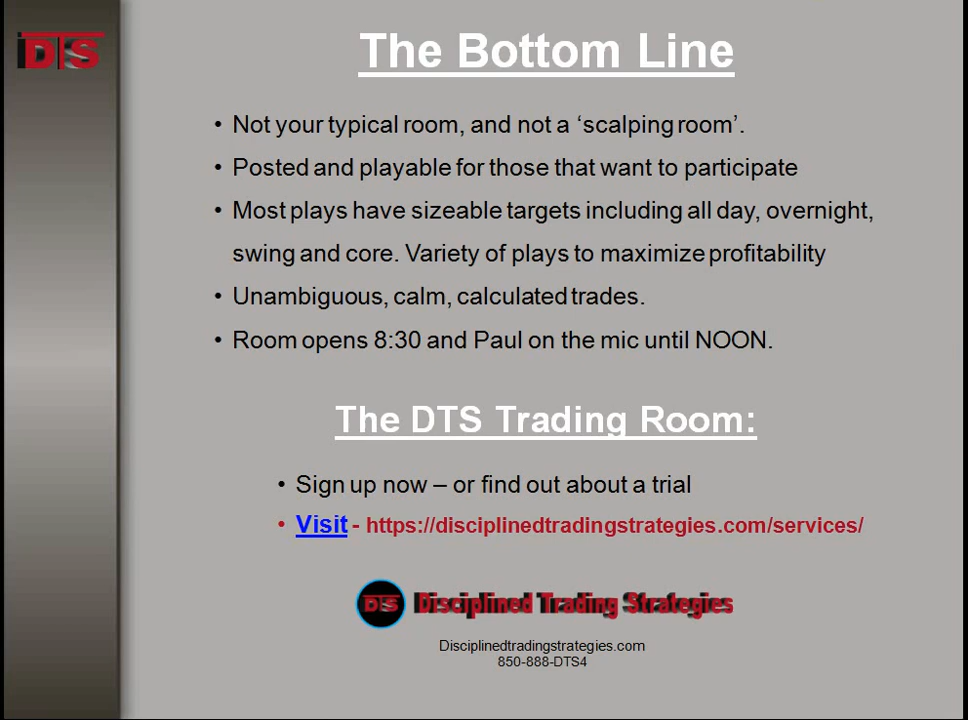 iDTS
The Bottom Line
• Not your typical room, and not a ‘scalping room’.
• Posted and playable for those that want to participate
• Most plays have sizeable targets including all day, overnight,
swing and core. Variety of plays to maximize profitability
• Unambiguous, calm, calculated trades.
• Room opens 8:30 and Paul on the mic until NOON.
The DTS Trading Room:
• Sign up now – or find out about a trial
• Visit - https://disciplinedtradingstrategies.com/services/
DTS Disciplined Trading Strategies
Disciplinedtradingstrategies.com
850-888-DTS4